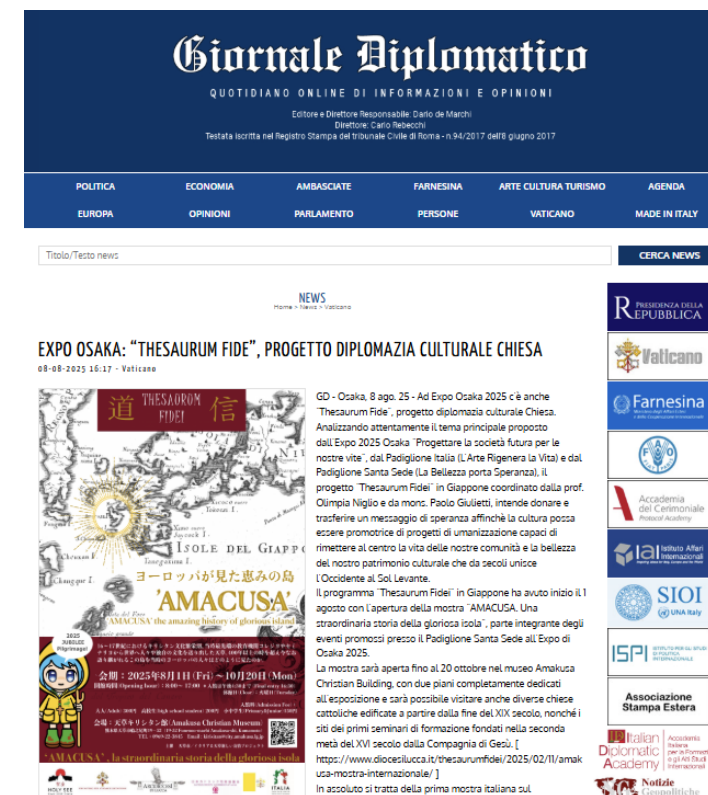 Giornale Diplomatico
QUOTIDIANO ONLINE DI INFORMAZIONI E OPINIONI
Editore e Direttore Responsabile: Dario de Marchi
Direttore: Carlo Rebecchi
Testata iscritta nel Registro Stampa del tribunale Civile di Roma - n.94/2017 dell'8 giugno 2017
POLITICA ECONOMIA AMBASCIATE FARNESINA ARTE CULTURA TURISMO AGENDA
EUROPA OPINIONI PARLAMENTO PERSONE VATICANO MADE IN ITALY
Titolo/Testo news CERCA NEWS
NEWS
Home > News > Vaticano
EXPO OSAKA: “THESAURUM FIDE”, PROGETTO DIPLOMAZIA CULTURALE CHIESA
08-08-2025 16:17 - Vaticano
道 THESAURUM FIDEI 信
ISOLE DEL GIAPPO
ヨーロッパが見た恵みの島
'AMACUSA'
AMACUSA' the amazing history of glorious island
2025
JUBILEE
Pilgrimage!
会期：2025年8月1日(Fri)～10月20日(Mon)
会場：天草キリシタン館(Amakusa Christian Museum)
'AMACUSA', la straordinaria storia della gloriosa isola
HOLY SEE
ITALIA
GD - Osaka, 8 ago. 25 - Ad Expo Osaka 2025 c'è anche
"Thesaurum Fide", progetto diplomazia culturale Chiesa.
Analizzando attentamente il tema principale proposto
dall'Expo 2025 Osaka "Progettare la società futura per le
nostre vite", dal Padiglione Italia (L'Arte Rigenera la Vita) e dal
Padiglione Santa Sede (La Bellezza porta Speranza), il
progetto "Thesaurum Fidei" in Giappone coordinato dalla prof.
Olimpia Niglio e da mons. Paolo Giulietti, intende donare e
trasferire un messaggio di speranza affinchè la cultura possa
essere promotrice di progetti di umanizzazione capaci di
rimettere al centro la vita delle nostre comunità e la bellezza
del nostro patrimonio culturale che da secoli unisce
l'Occidente al Sol Levante.
Il programma "Thesaurum Fidei" in Giappone ha avuto inizio il 1
agosto con l'apertura della mostra "AMACUSA. Una
straordinaria storia della gloriosa isola", parte integrante degli
eventi promossi presso il Padiglione Santa Sede all'Expo di
Osaka 2025.
La mostra sarà aperta fino al 20 ottobre nel museo Amakusa
Christian Building, con due piani completamente dedicati
all'esposizione e sarà possibile visitare anche diverse chiese
cattoliche edificate a partire dalla fine del XIX secolo, nonché i
siti dei primi seminari di formazione fondati nella seconda
metà del XVI secolo dalla Compagnia di Gesù. [
https://www.diocesilucca.it/thesaurumfidei/2025/02/11/amak
usa-mostra-internazionale/ ]
In assoluto si tratta della prima mostra italiana sul
PRESIDENZA DELLA
REPUBBLICA
Vaticano
Farnesina
FAO
Accademia
del Cerimoniale
Protocol Academy
IAI Istituto Affari
Internazionali
SIOI
UNA Italy
ISPI
Associazione
Stampa Estera
Italian
Diplomatic
Academy
Notizie
Geopolitiche